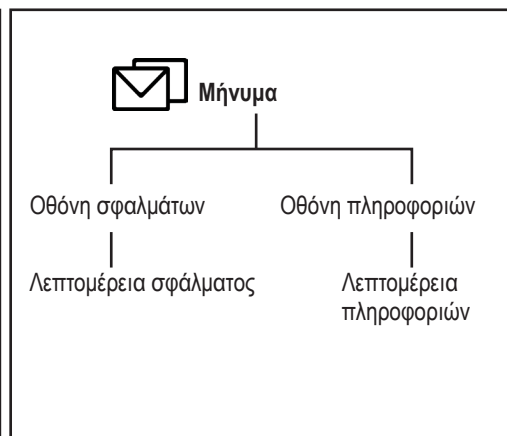 Μήνυμα
Οθόνη σφαλμάτων
Οθόνη πληροφοριών
Λεπτομέρεια σφάλματος
Λεπτομέρεια
πληροφοριών